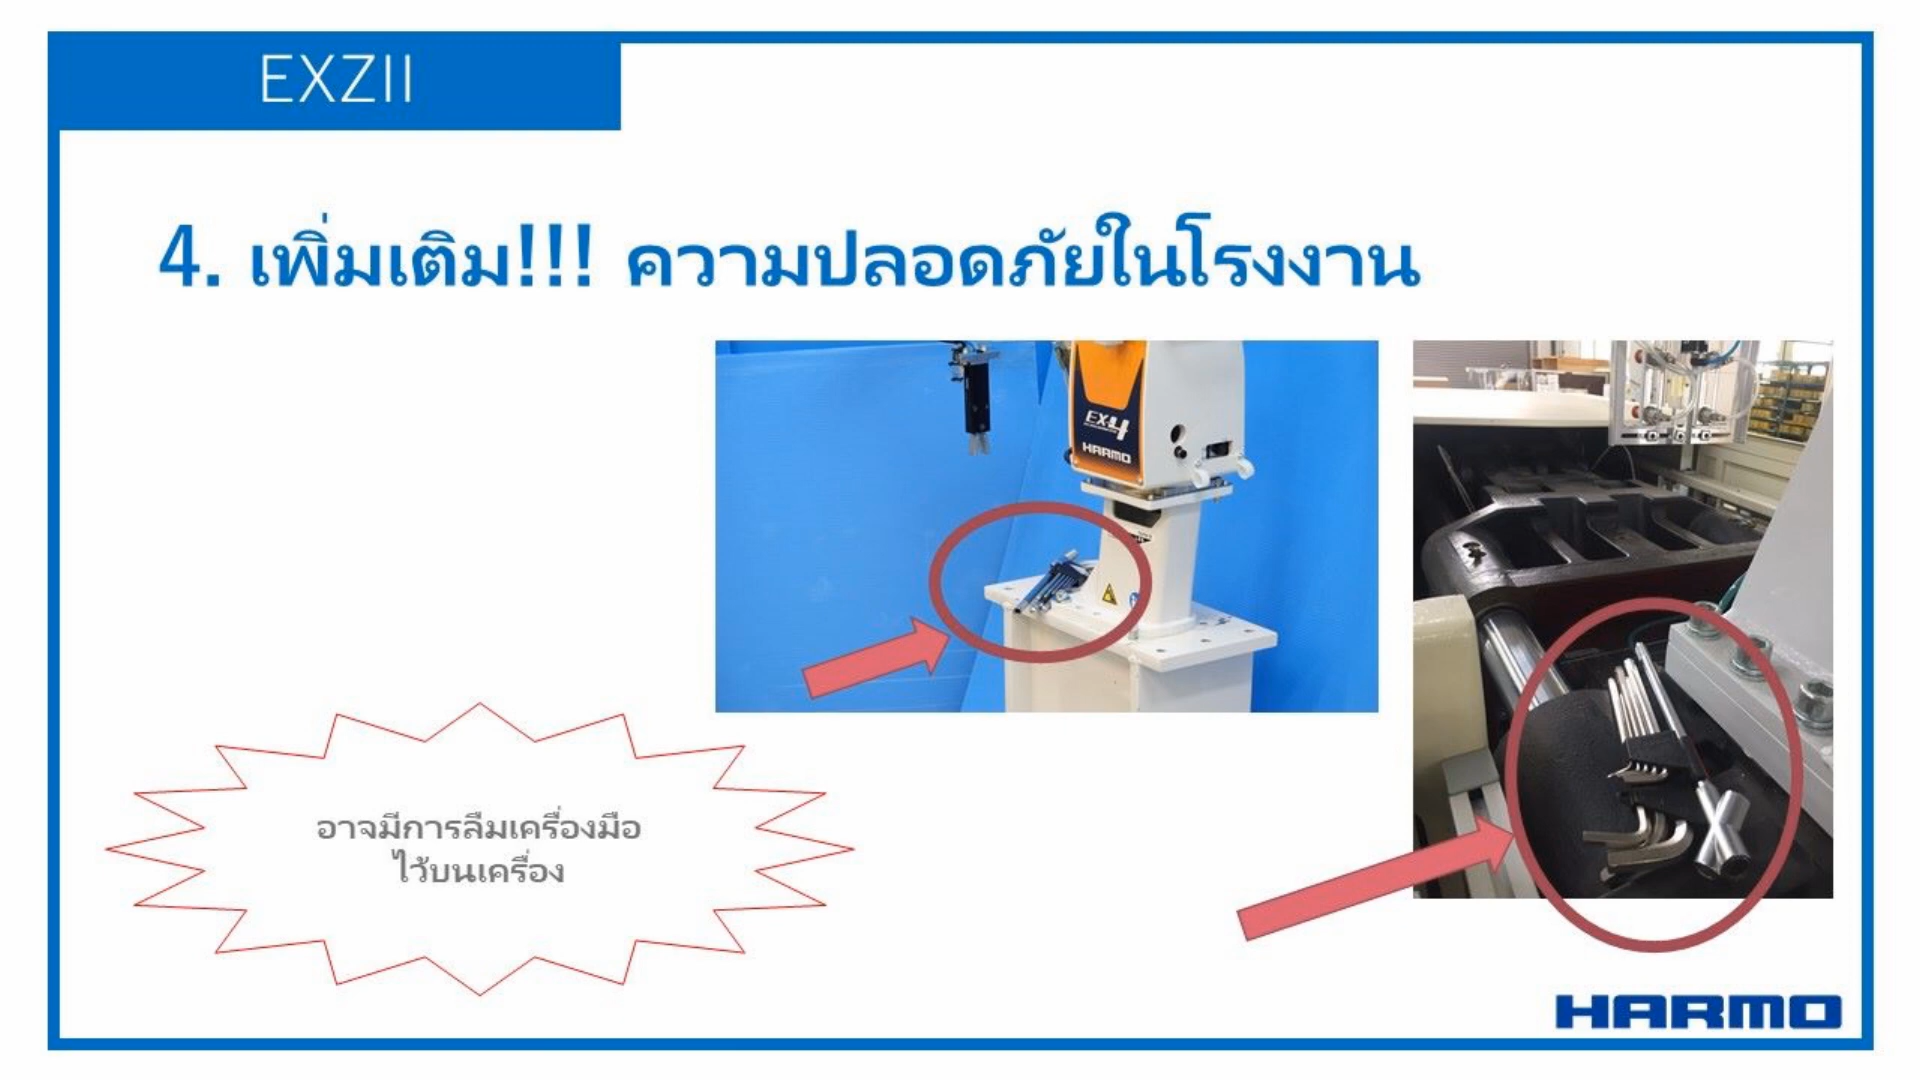 EXZII
4. เพิ่มเติม!!! ความปลอดภัยในโรงงาน
EX-4
HARMO
อาจมีการลืมเครื่องมือ
ไว้บนเครื่อง
HARMO